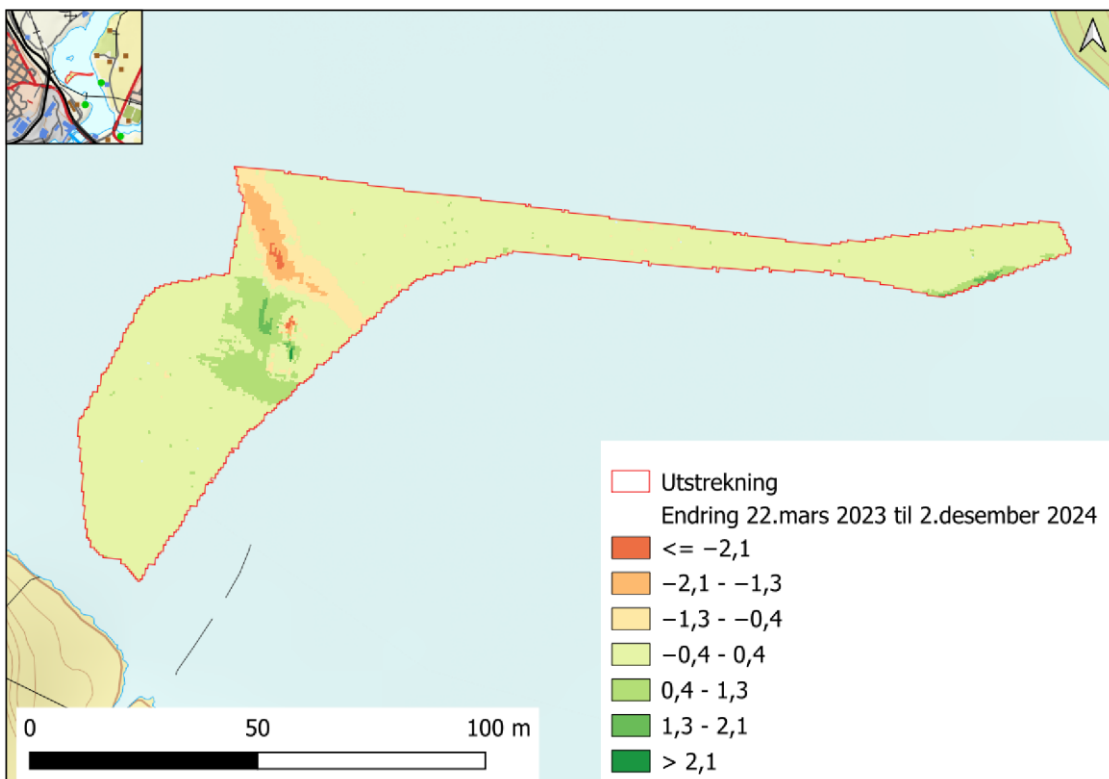 Utstrekning
Endring 22.mars 2023 til 2.desember 2024
<= −2,1
−2,1 - −1,3
−1,3 - −0,4
−0,4 - 0,4
0,4 - 1,3
1,3 - 2,1
> 2,1
0 50 100 m